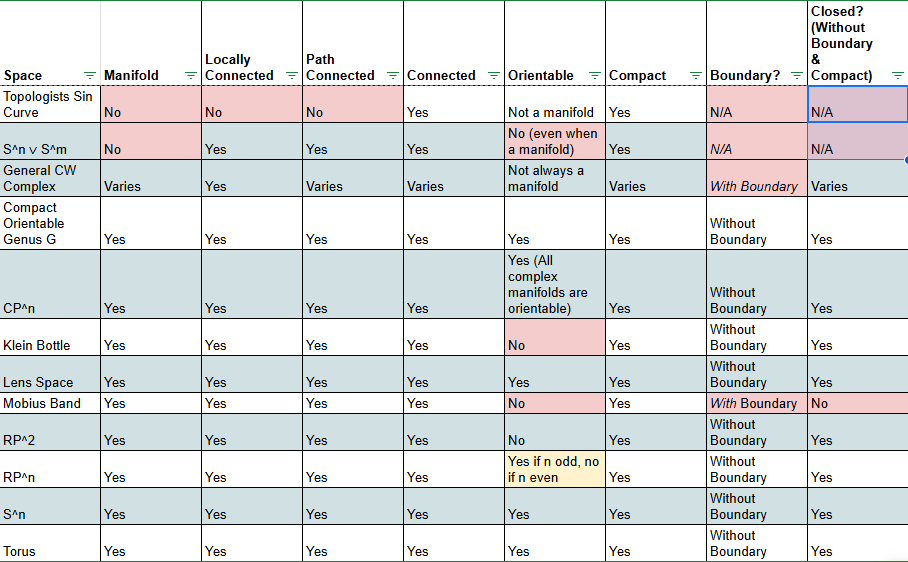 Closed?
(Without
Boundary
&
Compact)
Locally
Connected
Path
Connected
Space
Manifold
Connected
Orientable
Compact
Boundary?
Topologists Sin
Curve
No
No
No
Yes
Not a manifold
Yes
N/A
N/A
S^n v S^m
No
Yes
Yes
Yes
No (even when
a manifold)
Yes
N/A
N/A
General CW
Complex
Varies
Yes
Varies
Varies
Not always a
manifold
Varies
With Boundary
Varies
Compact
Orientable
Genus G
Yes
Yes
Yes
Yes
Yes
Yes
Without
Boundary
Yes
CP^n
Yes
Yes
Yes
Yes
Yes (All
complex
manifolds are
orientable)
Yes
Without
Boundary
Yes
Klein Bottle
Yes
Yes
Yes
Yes
No
Yes
Without
Boundary
Yes
Lens Space
Yes
Yes
Yes
Yes
Yes
Yes
Without
Boundary
Yes
Mobius Band
Yes
Yes
Yes
Yes
No
Yes
With Boundary
No
RP^2
Yes
Yes
Yes
Yes
No
Yes
Without
Boundary
Yes
RP^n
Yes
Yes
Yes
Yes
Yes if n odd, no
if n even
Yes
Without
Boundary
Yes
S^n
Yes
Yes
Yes
Yes
Yes
Yes
Without
Boundary
Yes
Torus
Yes
Yes
Yes
Yes
Yes
Yes
Without
Boundary
Yes